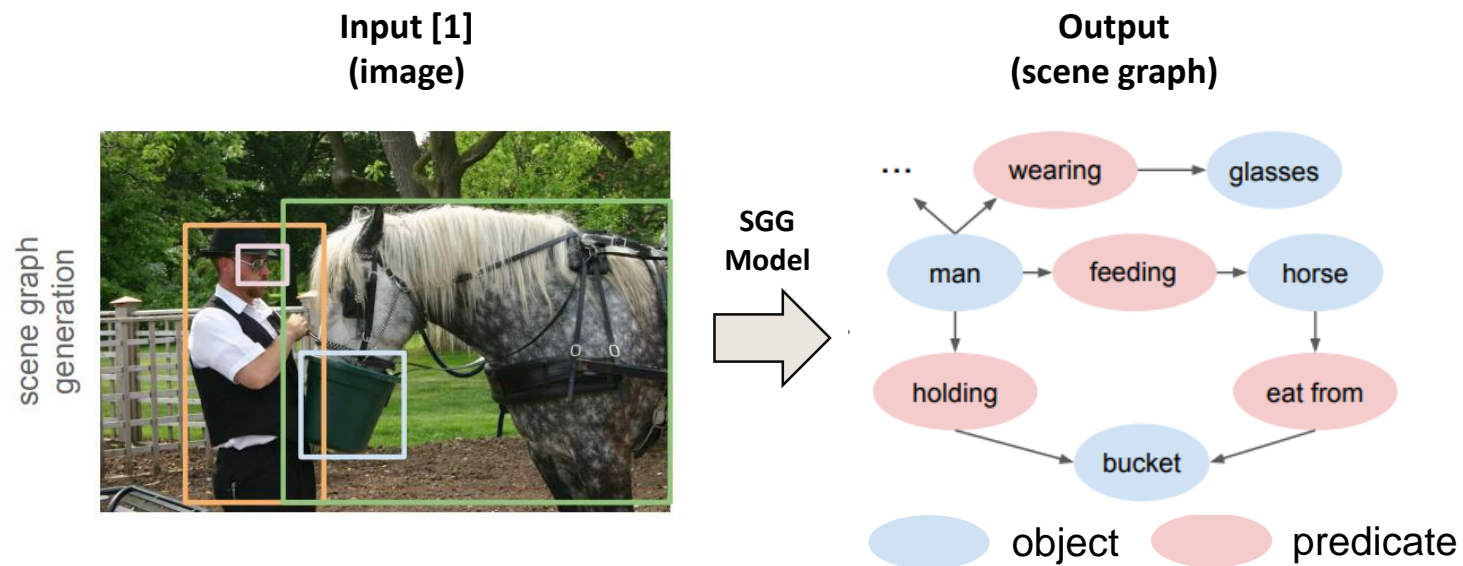 Input [1]
(image)
Output
(scene graph)
scene graph
generation
SGG
Model
...
wearing
glasses
man
feeding
horse
holding
eat from
bucket
object
predicate